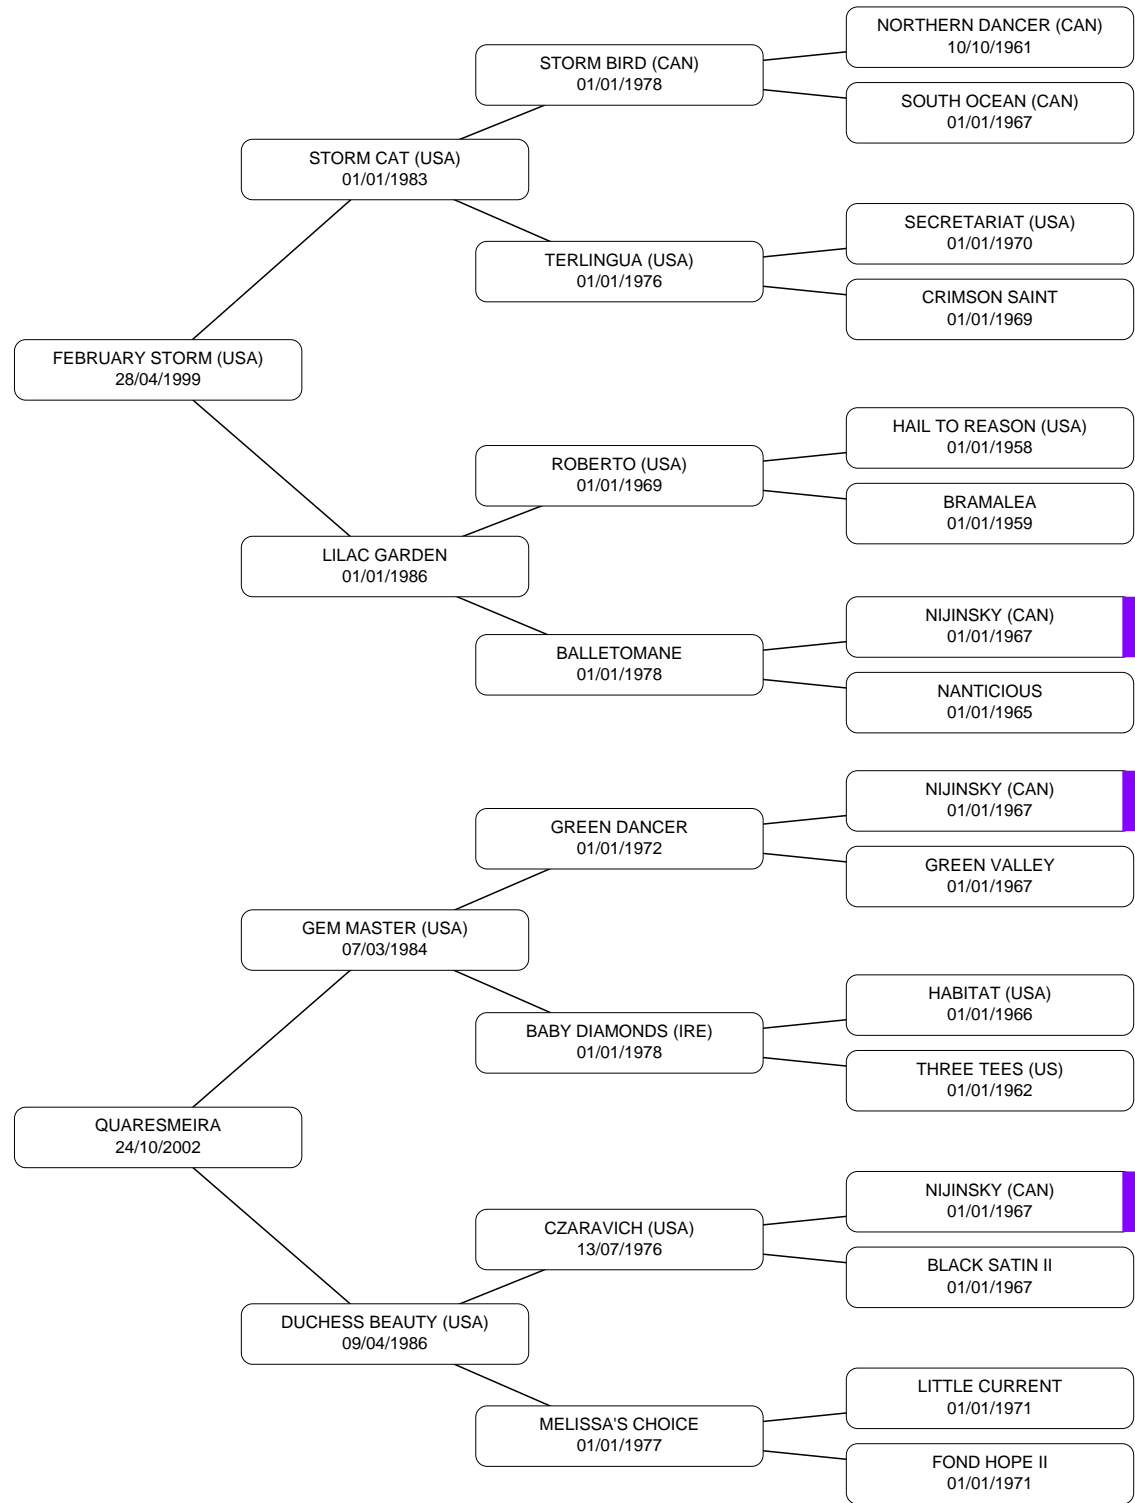 NORTHERN DANCER (CAN)
10/10/1961
STORM BIRD (CAN)
01/01/1978
SOUTH OCEAN (CAN)
01/01/1967
STORM CAT (USA)
01/01/1983
SECRETARIAT (USA)
01/01/1970
TERLINGUA (USA)
01/01/1976
CRIMSON SAINT
01/01/1969
FEBRUARY STORM (USA)
28/04/1999
HAIL TO REASON (USA)
01/01/1958
ROBERTO (USA)
01/01/1969
BRAMALEA
01/01/1959
LILAC GARDEN
01/01/1986
NIJINSKY (CAN)
01/01/1967
BALLETOMANE
01/01/1978
NANTICIOUS
01/01/1965
NIJINSKY (CAN)
01/01/1967
GREEN DANCER
01/01/1972
GREEN VALLEY
01/01/1967
GEM MASTER (USA)
07/03/1984
HABITAT (USA)
01/01/1966
BABY DIAMONDS (IRE)
01/01/1978
THREE TEES (US)
01/01/1962
QUARESMEIRA
24/10/2002
NIJINSKY (CAN)
01/01/1967
CZARAVICH (USA)
13/07/1976
BLACK SATIN II
01/01/1967
DUCHESS BEAUTY (USA)
09/04/1986
LITTLE CURRENT
01/01/1971
MELISSA'S CHOICE
01/01/1977
FOND HOPE II
01/01/1971